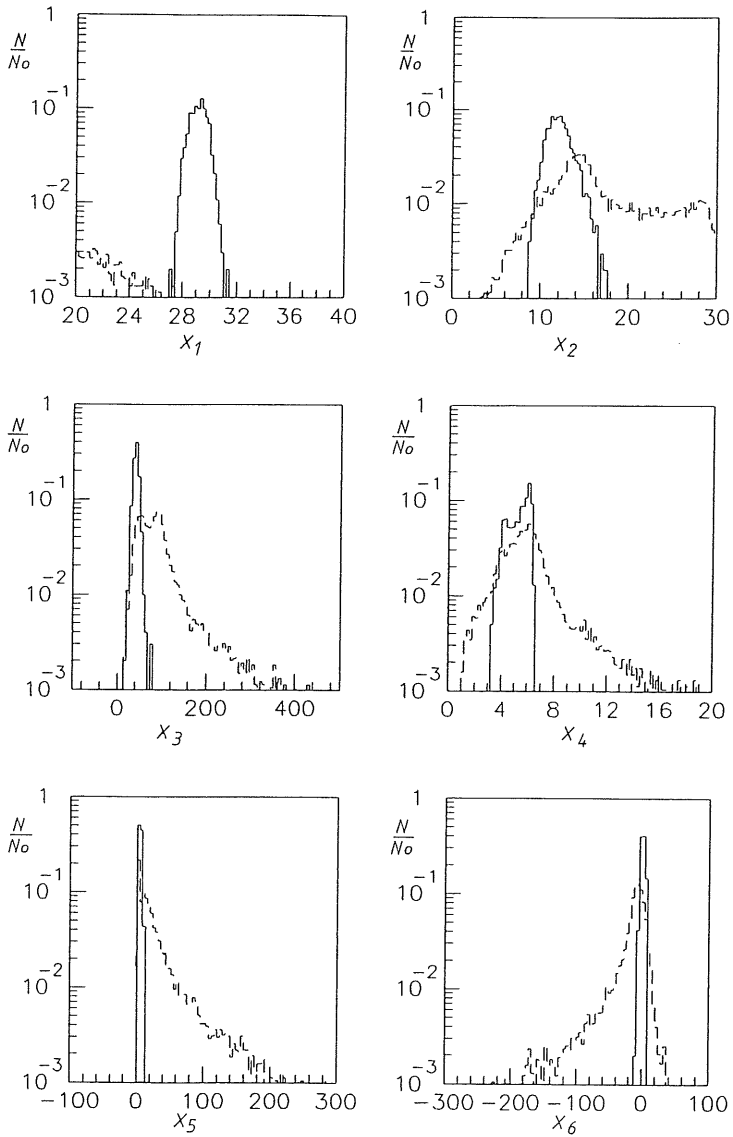 N/No 1 10⁻¹ 10⁻² 10⁻³
20 24 28 32 36 40
X₁
N/No 1 10⁻¹ 10⁻² 10⁻³
0 10 20 30
X₂
N/No 1 10⁻¹ 10⁻² 10⁻³
0 200 400
X₃
N/No 1 10⁻¹ 10⁻² 10⁻³
0 4 8 12 16 20
X₄
N/No 1 10⁻¹ 10⁻² 10⁻³
-100 0 100 200 300
X₅
N/No 1 10⁻¹ 10⁻² 10⁻³
-300 -200 -100 0 100
X₆